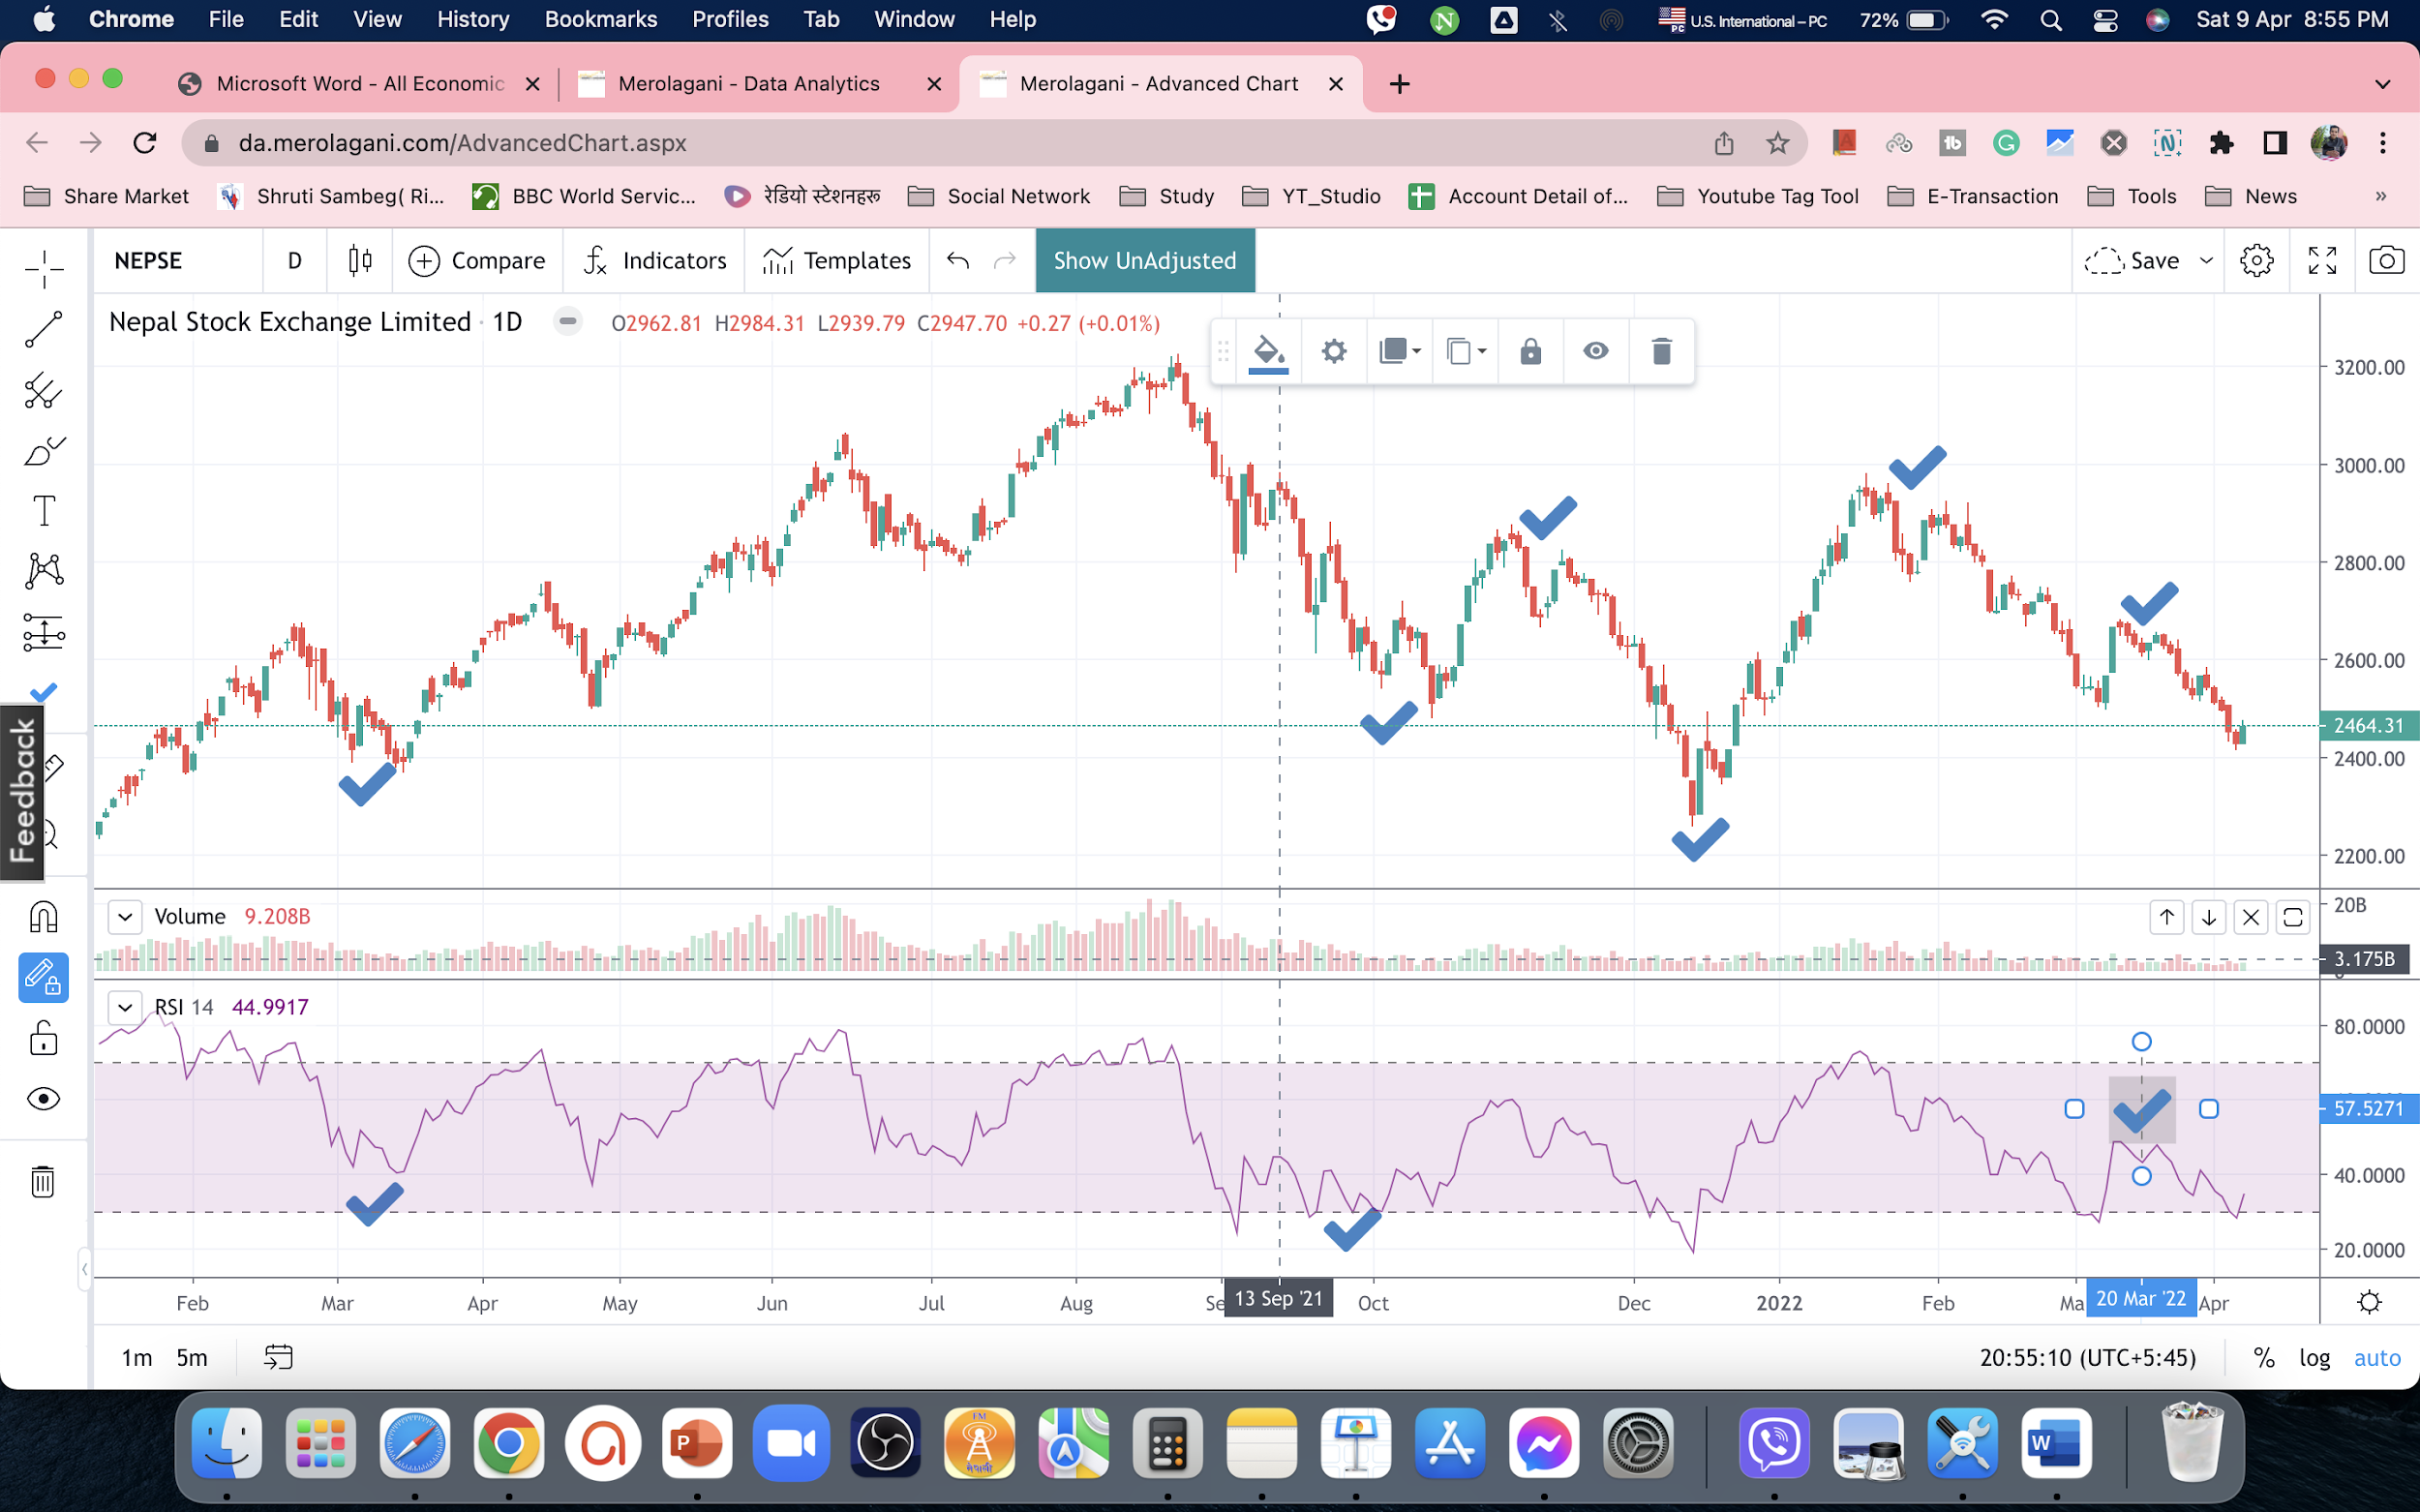 Chrome File Edit View History Bookmarks Profiles Tab Window Help U.S. International – PC 72% Sat 9 Apr 8:55 PM
Microsoft Word - All Economic Merolagani - Data Analytics Merolagani - Advanced Chart
da.merolagani.com/AdvancedChart.aspx
Share Market Shruti Sambeg( Ri... BBC World Servic... रेडियो स्टेशनहरू Social Network Study YT_Studio Account Detail of... Youtube Tag Tool E-Transaction Tools News »
NEPSE D Compare Indicators Templates Show UnAdjusted Save
Nepal Stock Exchange Limited · 1D O2962.81 H2984.31 L2939.79 C2947.70 +0.27 (+0.01%)
3200.00
3000.00
2800.00
2600.00
2464.31
2400.00
2200.00
Feedback
Volume 9.208B
20B
3.175B
RSI 14 44.9917
80.0000
57.5271
40.0000
20.0000
Feb Mar Apr May Jun Jul Aug Se 13 Sep '21 Oct Dec 2022 Feb Ma 20 Mar '22 Apr
1m 5m 20:55:10 (UTC+5:45) % log auto